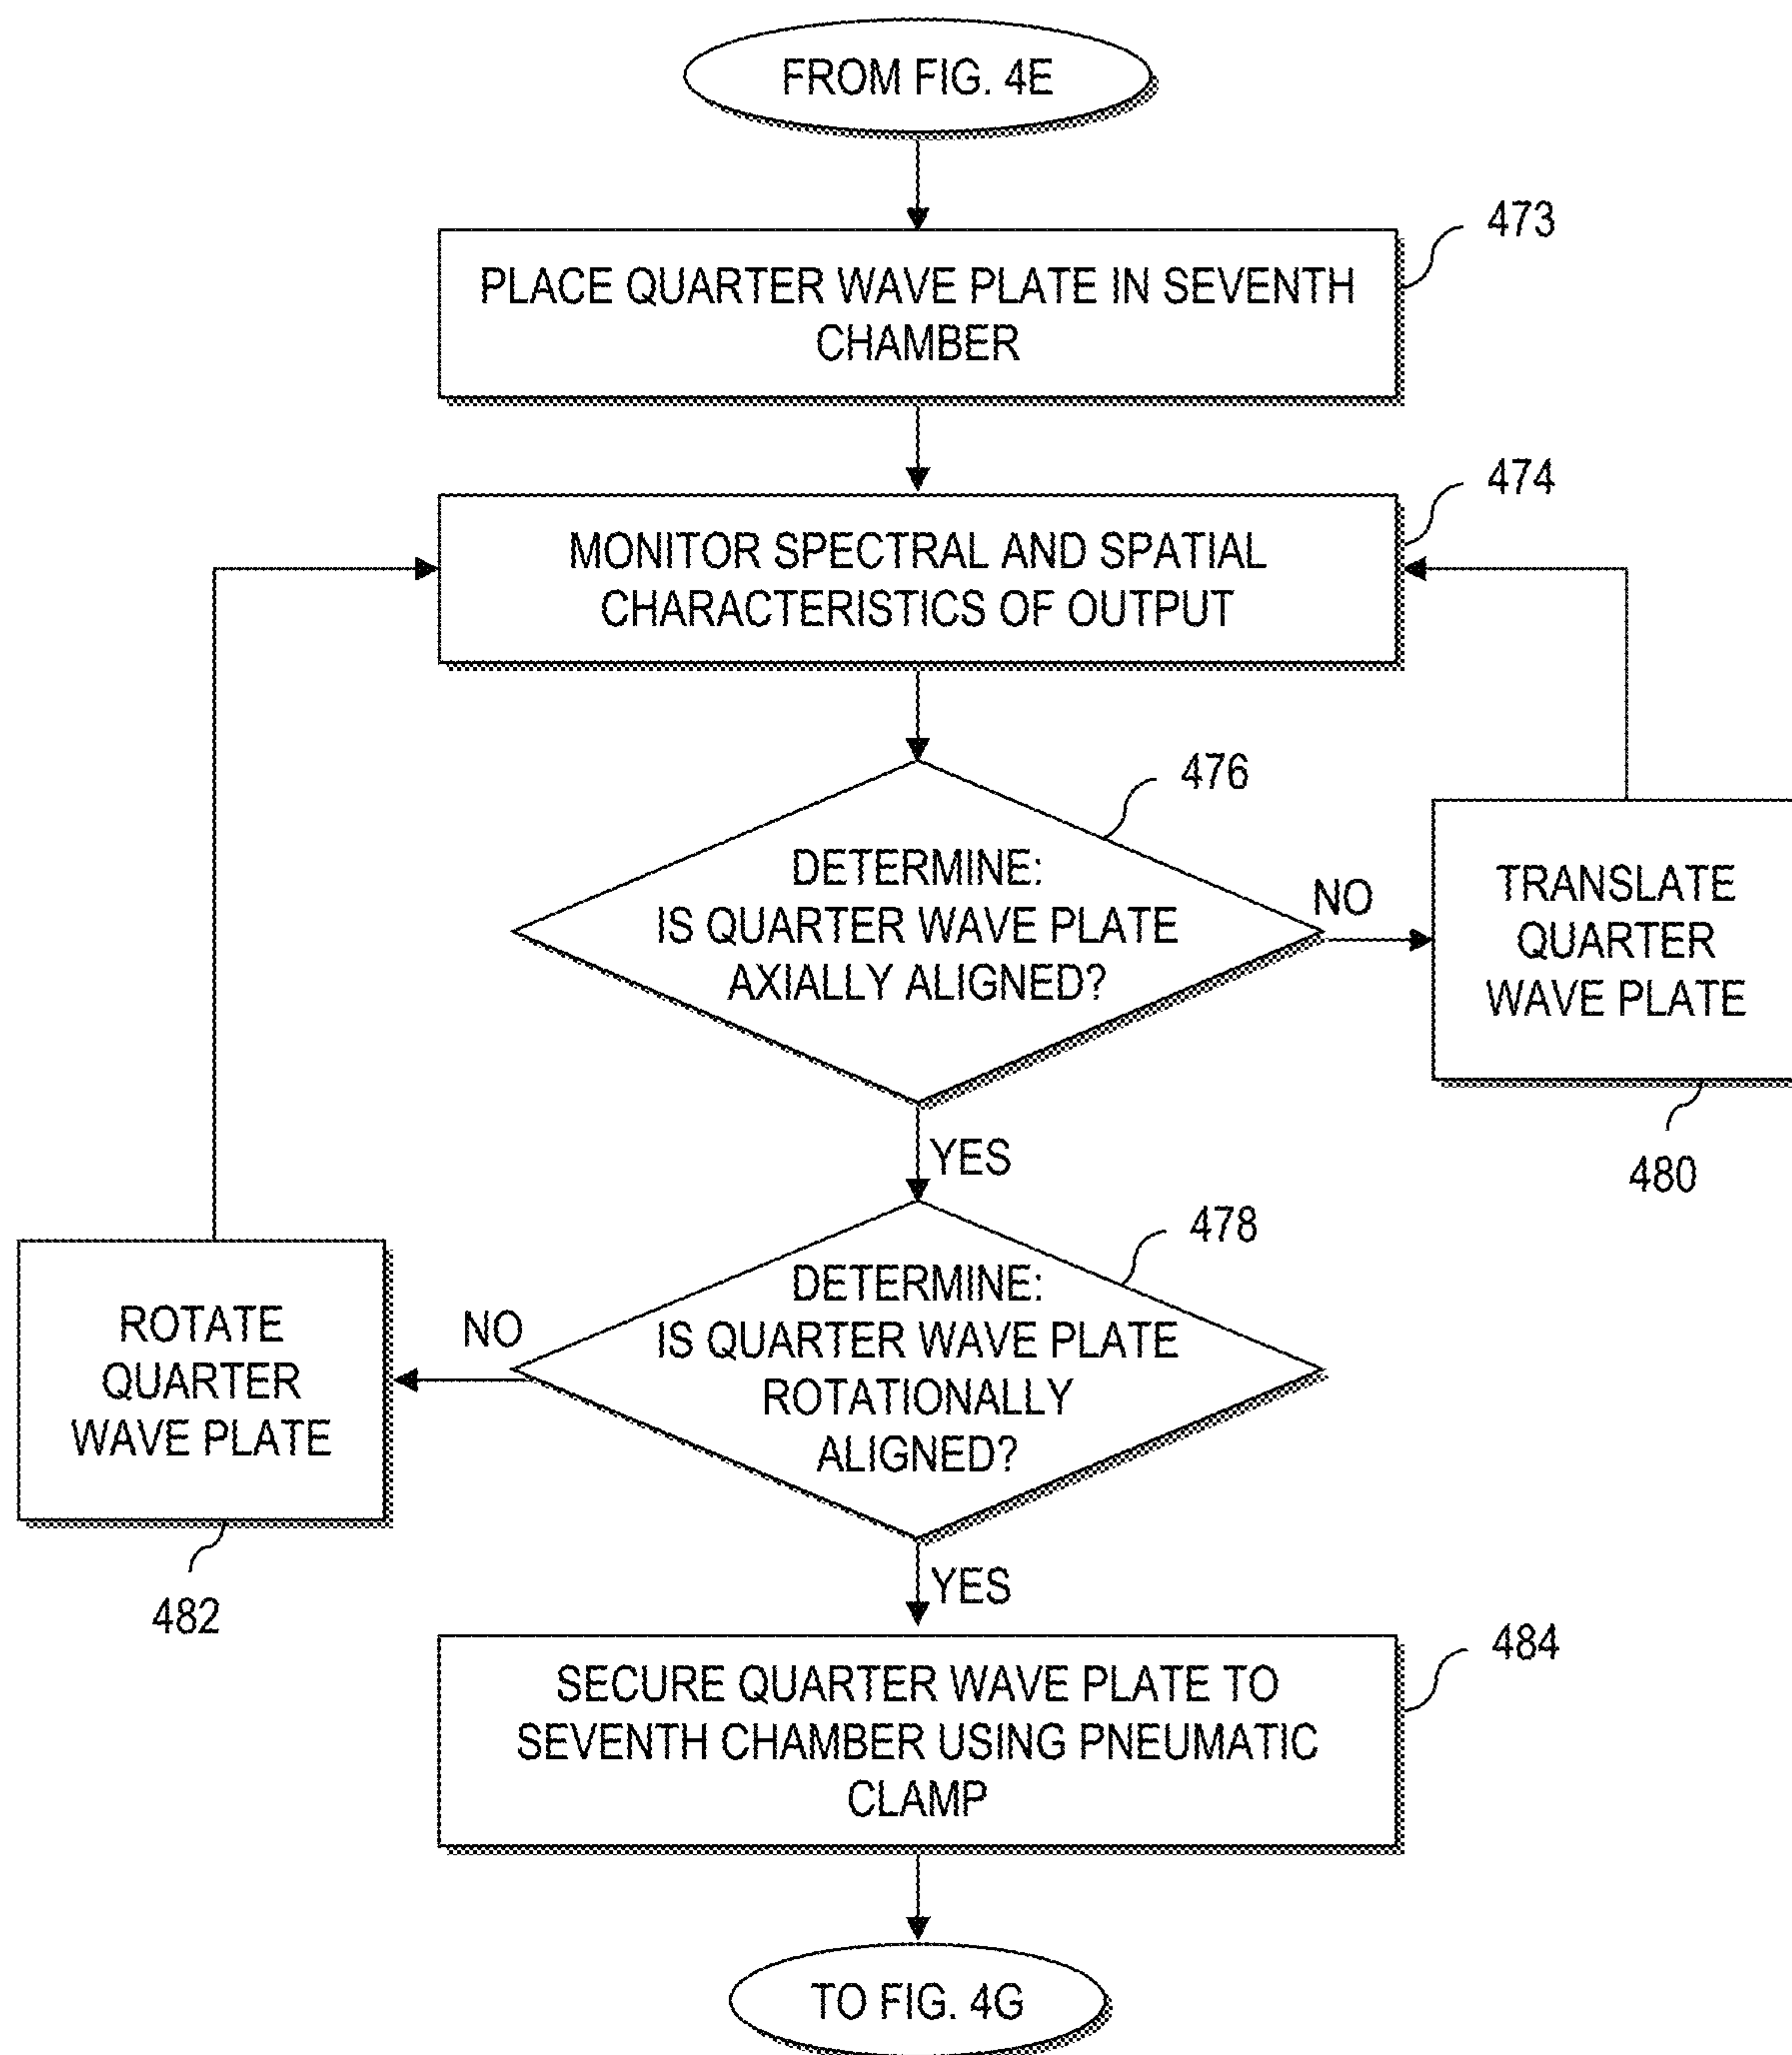 FROM FIG. 4E
473
PLACE QUARTER WAVE PLATE IN SEVENTH
CHAMBER
474
MONITOR SPECTRAL AND SPATIAL
CHARACTERISTICS OF OUTPUT
476
DETERMINE:
IS QUARTER WAVE PLATE
AXIALLY ALIGNED?
NO
TRANSLATE
QUARTER
WAVE PLATE
480
YES
478
DETERMINE:
IS QUARTER WAVE PLATE
ROTATIONALLY
ALIGNED?
NO
ROTATE
QUARTER
WAVE PLATE
482
YES
484
SECURE QUARTER WAVE PLATE TO
SEVENTH CHAMBER USING PNEUMATIC
CLAMP
TO FIG. 4G